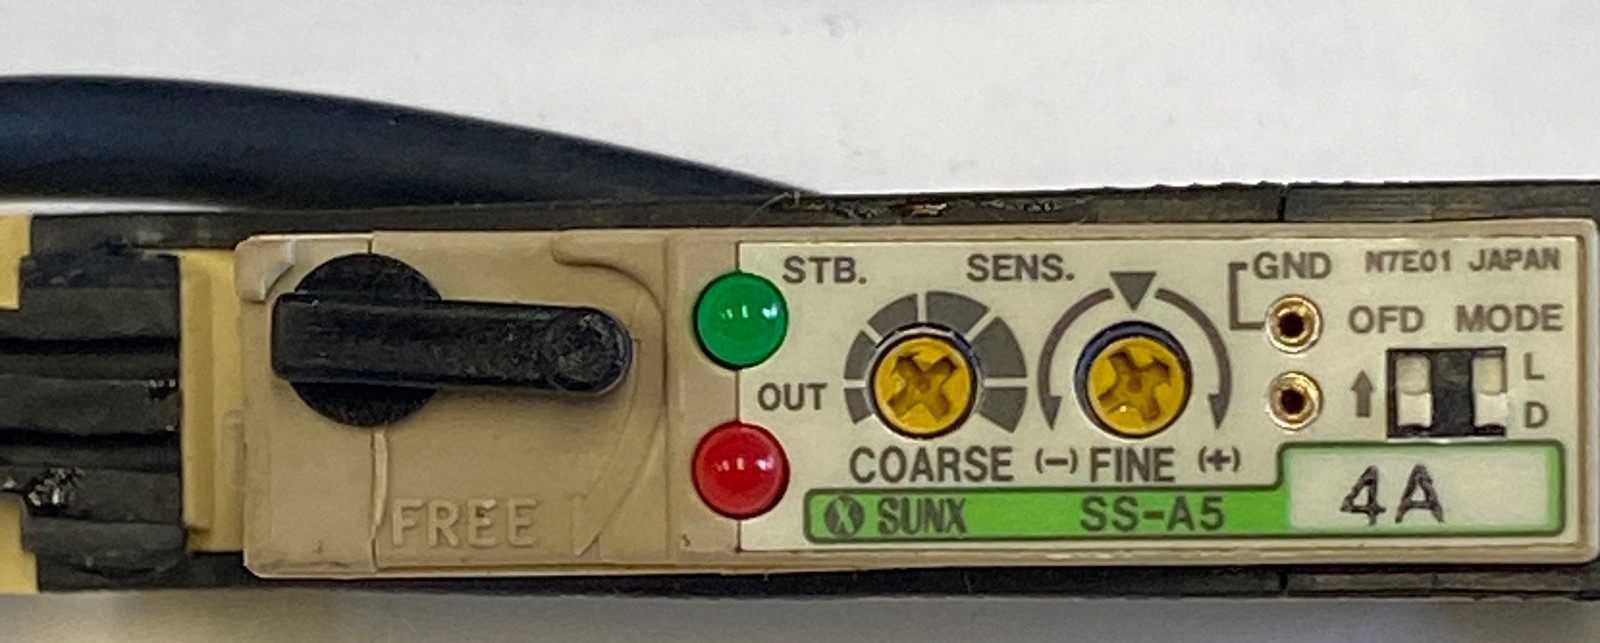 STB. SENS. GND N7E01 JAPAN
OFD MODE
L
OUT D
COARSE (-) FINE (+)
SUNX SS-A5 4A
FREE